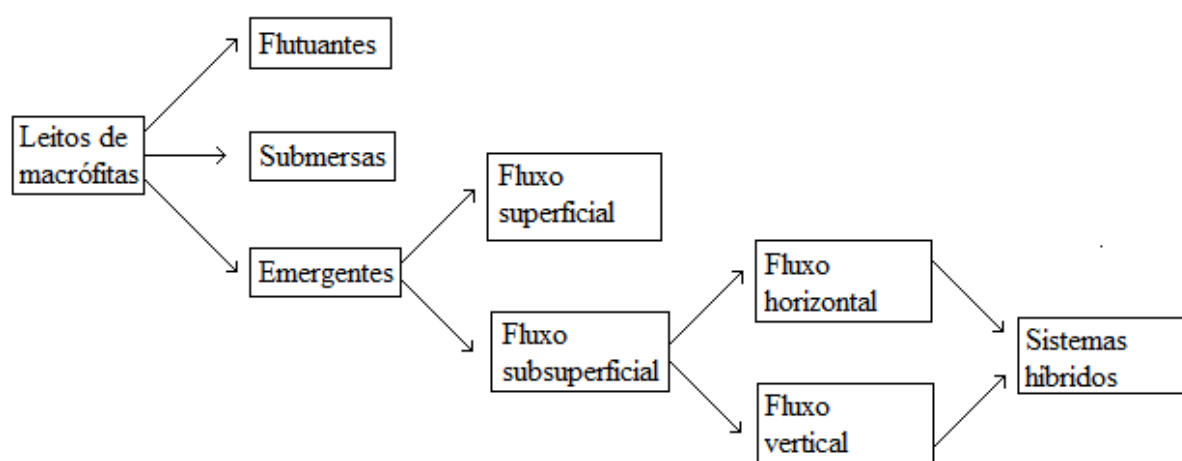 Flutuantes
Leitos de
macrófitas
Submersas
Fluxo
superficial
Emergentes
Fluxo
horizontal
Fluxo
subsuperficial
Sistemas
híbridos
Fluxo
vertical